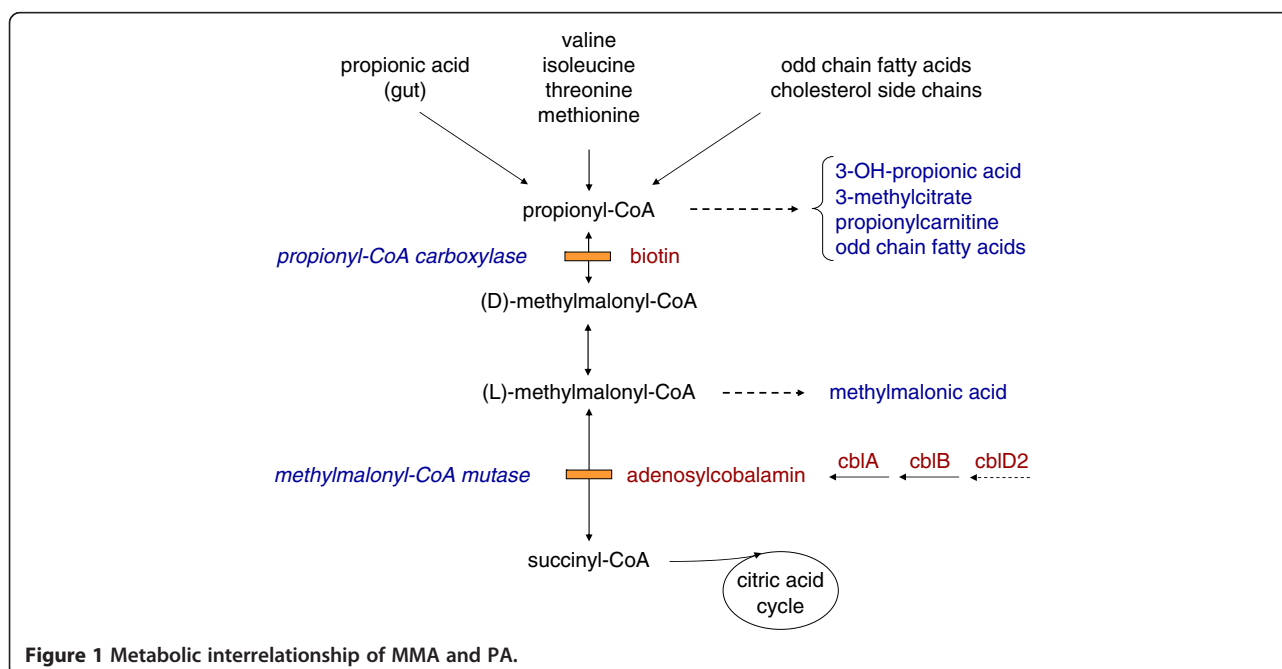 propionic acid
(gut)
valine
isoleucine
threonine
methionine
odd chain fatty acids
cholesterol side chains
propionyl-CoA
3-OH-propionic acid
3-methylcitrate
propionylcarnitine
odd chain fatty acids
propionyl-CoA carboxylase
biotin
(D)-methylmalonyl-CoA
(L)-methylmalonyl-CoA
methylmalonic acid
methylmalonyl-CoA mutase
adenosylcobalamin
cblA
cblB
cblD2
succinyl-CoA
citric acid
cycle
Figure 1 Metabolic interrelationship of MMA and PA.